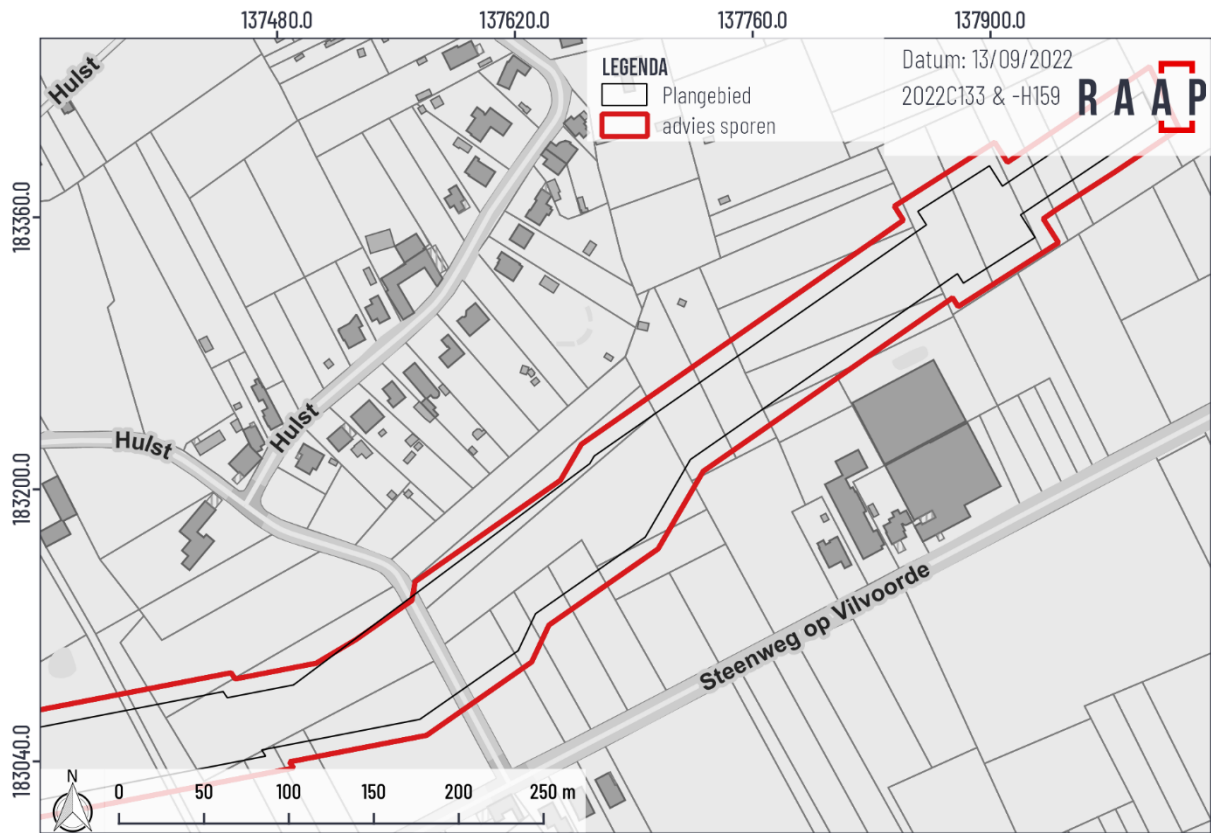 137480.0 137620.0 137760.0 137900.0
Hulst
LEGENDA
Plangebied
advies sporen
Datum: 13/09/2022
2022C133 & -H159
RAAP
183360.0
183200.0
183040.0
Hulst
Hulst
Steenweg op Vilvoorde
N
0 50 100 150 200 250 m